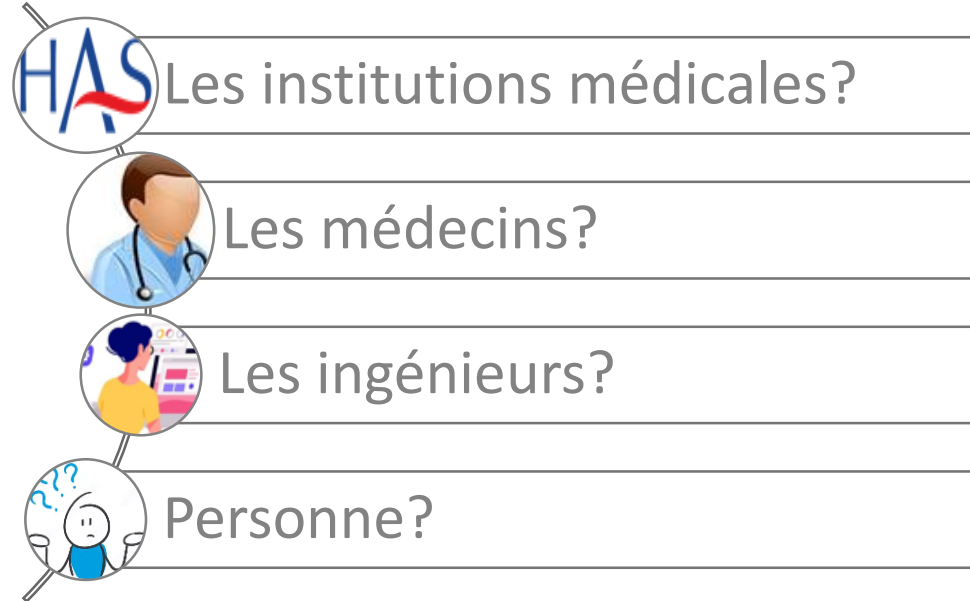 HAS
Les institutions médicales?
Les médecins?
Les ingénieurs?
???
Personne?